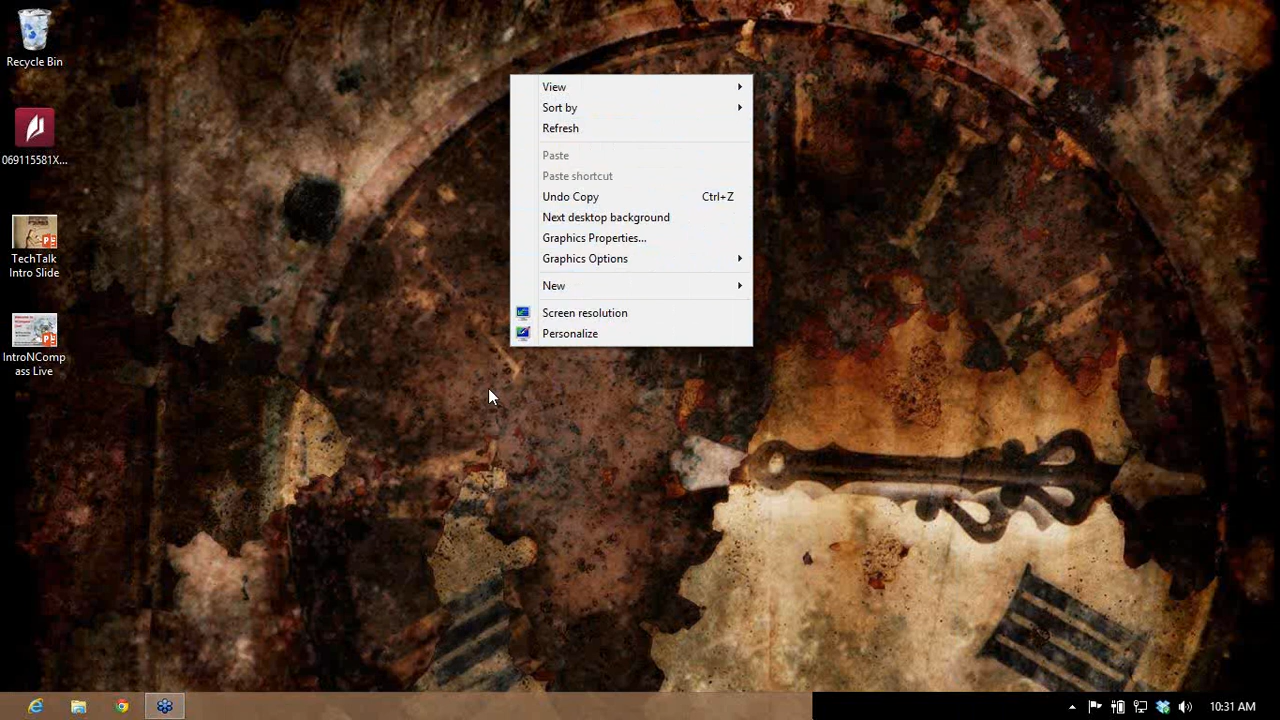 Recycle Bin
069115581X...
TechTalk
Intro Slide
IntroNComp
ass Live
View
Sort by
Refresh
Paste
Paste shortcut
Undo Copy Ctrl+Z
Next desktop background
Graphics Properties...
Graphics Options
New
Screen resolution
Personalize
10:31 AM